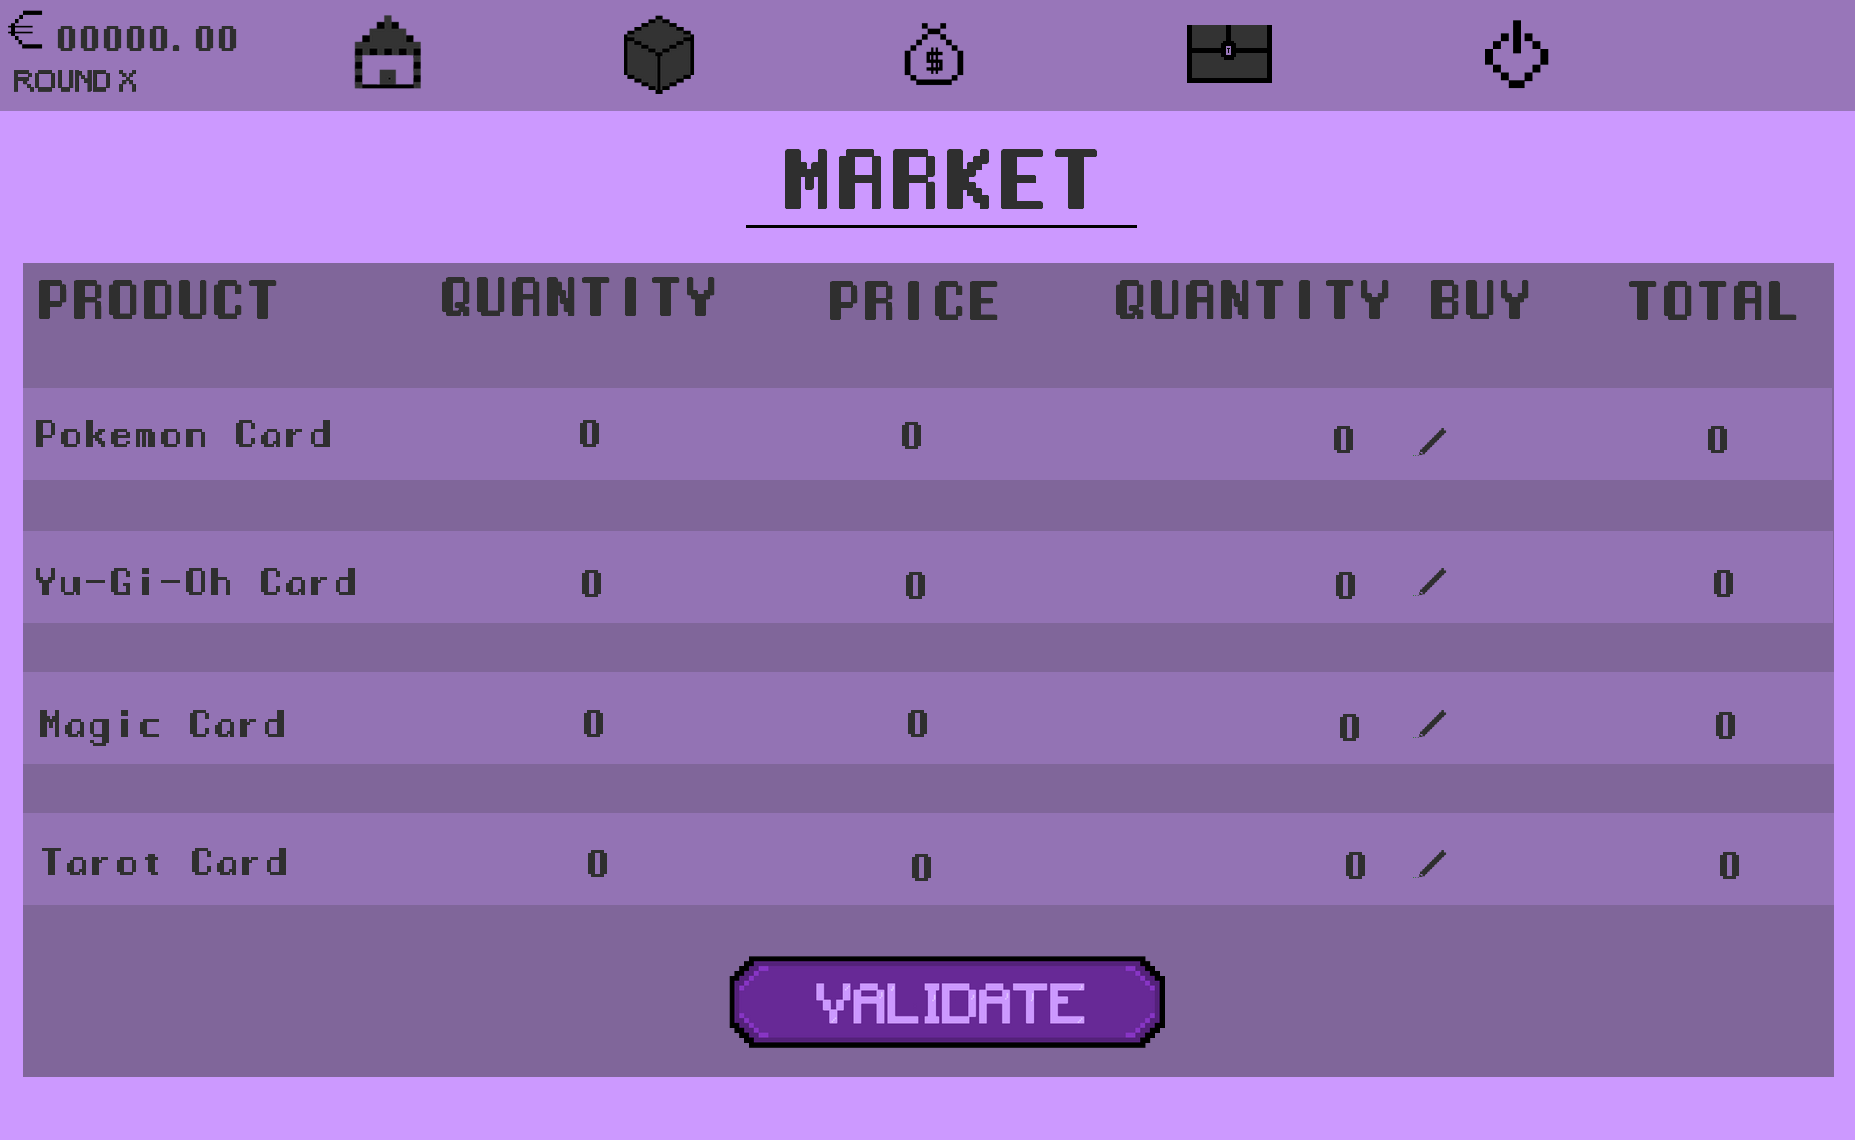 € 00000.00
ROUND X
$
MARKET
PRODUCT QUANTITY PRICE QUANTITY BUY TOTAL
Pokemon Card 0 0 0 0
Yu-Gi-Oh Card 0 0 0 0
Magic Card 0 0 0 0
Tarot Card 0 0 0 0
VALIDATE